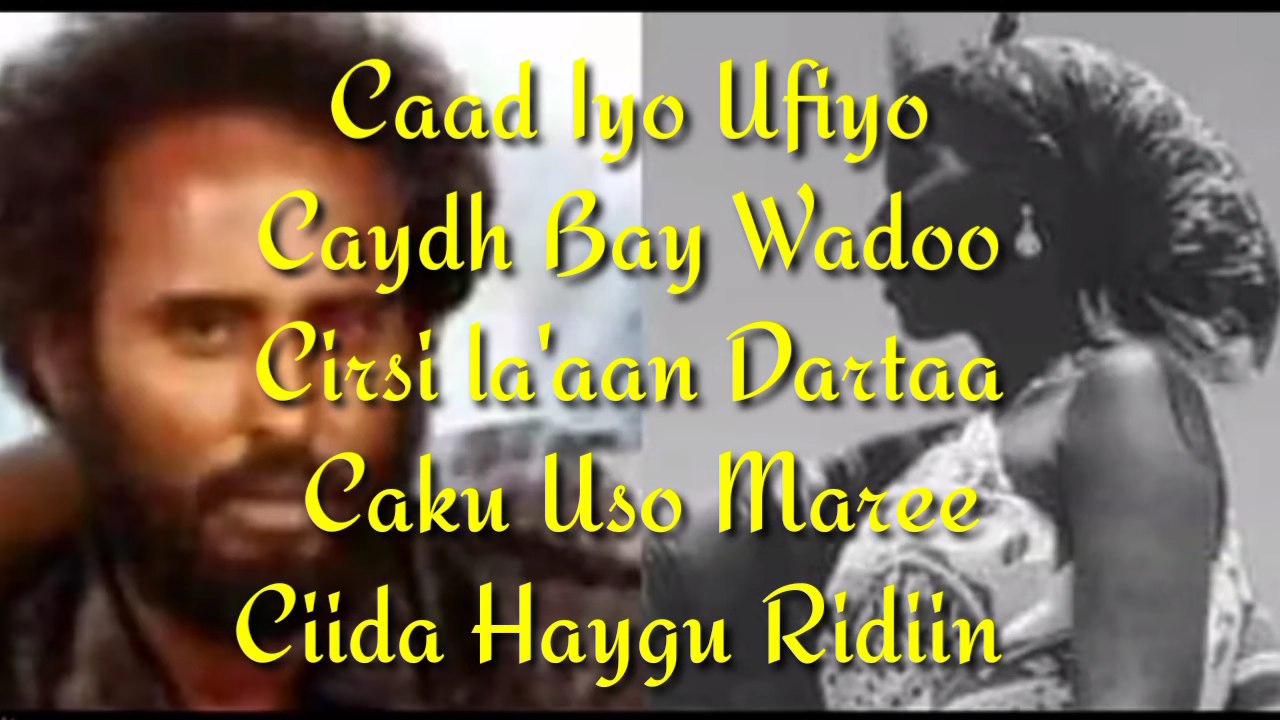 Caad Iyo Ufiyo
Caydh Bay Wadoo
Cirsi la'aan Dartaa
Caku Uso Maree
Ciida Haygu Ridiin